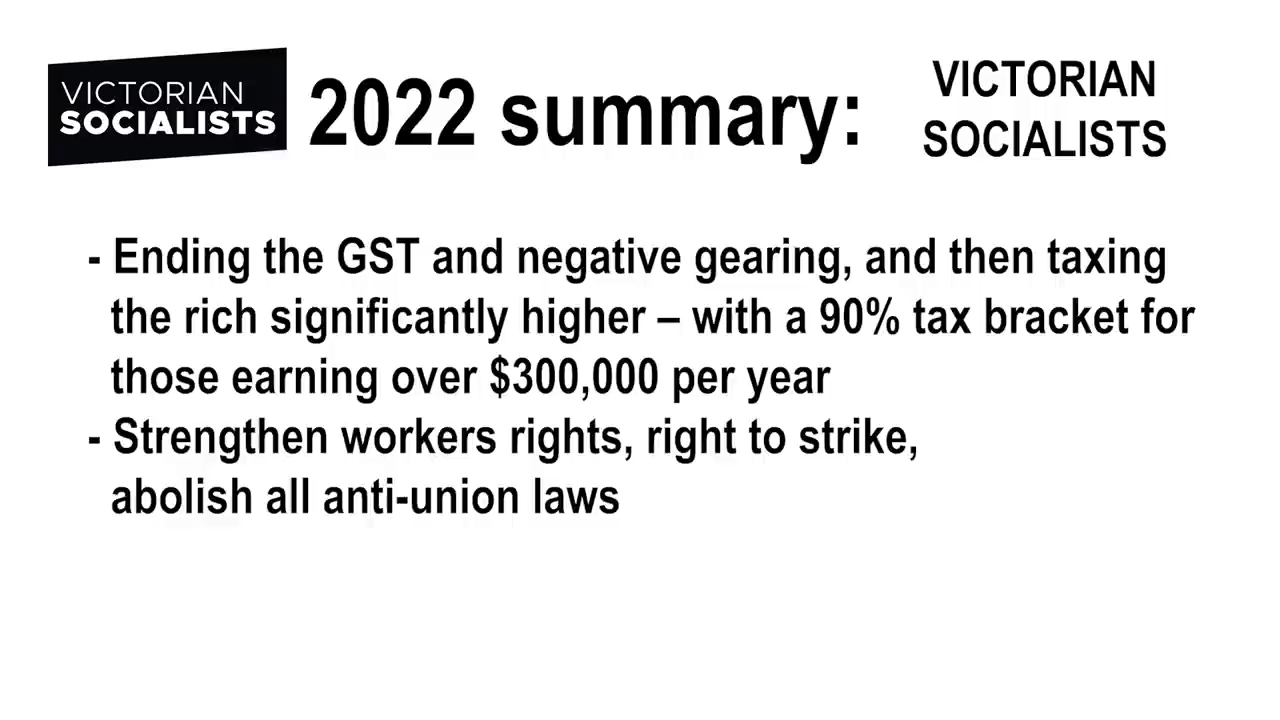 VICTORIAN
SOCIALISTS
2022 summary:
VICTORIAN
SOCIALISTS
- Ending the GST and negative gearing, and then taxing
the rich significantly higher – with a 90% tax bracket for
those earning over $300,000 per year
- Strengthen workers rights, right to strike,
abolish all anti-union laws